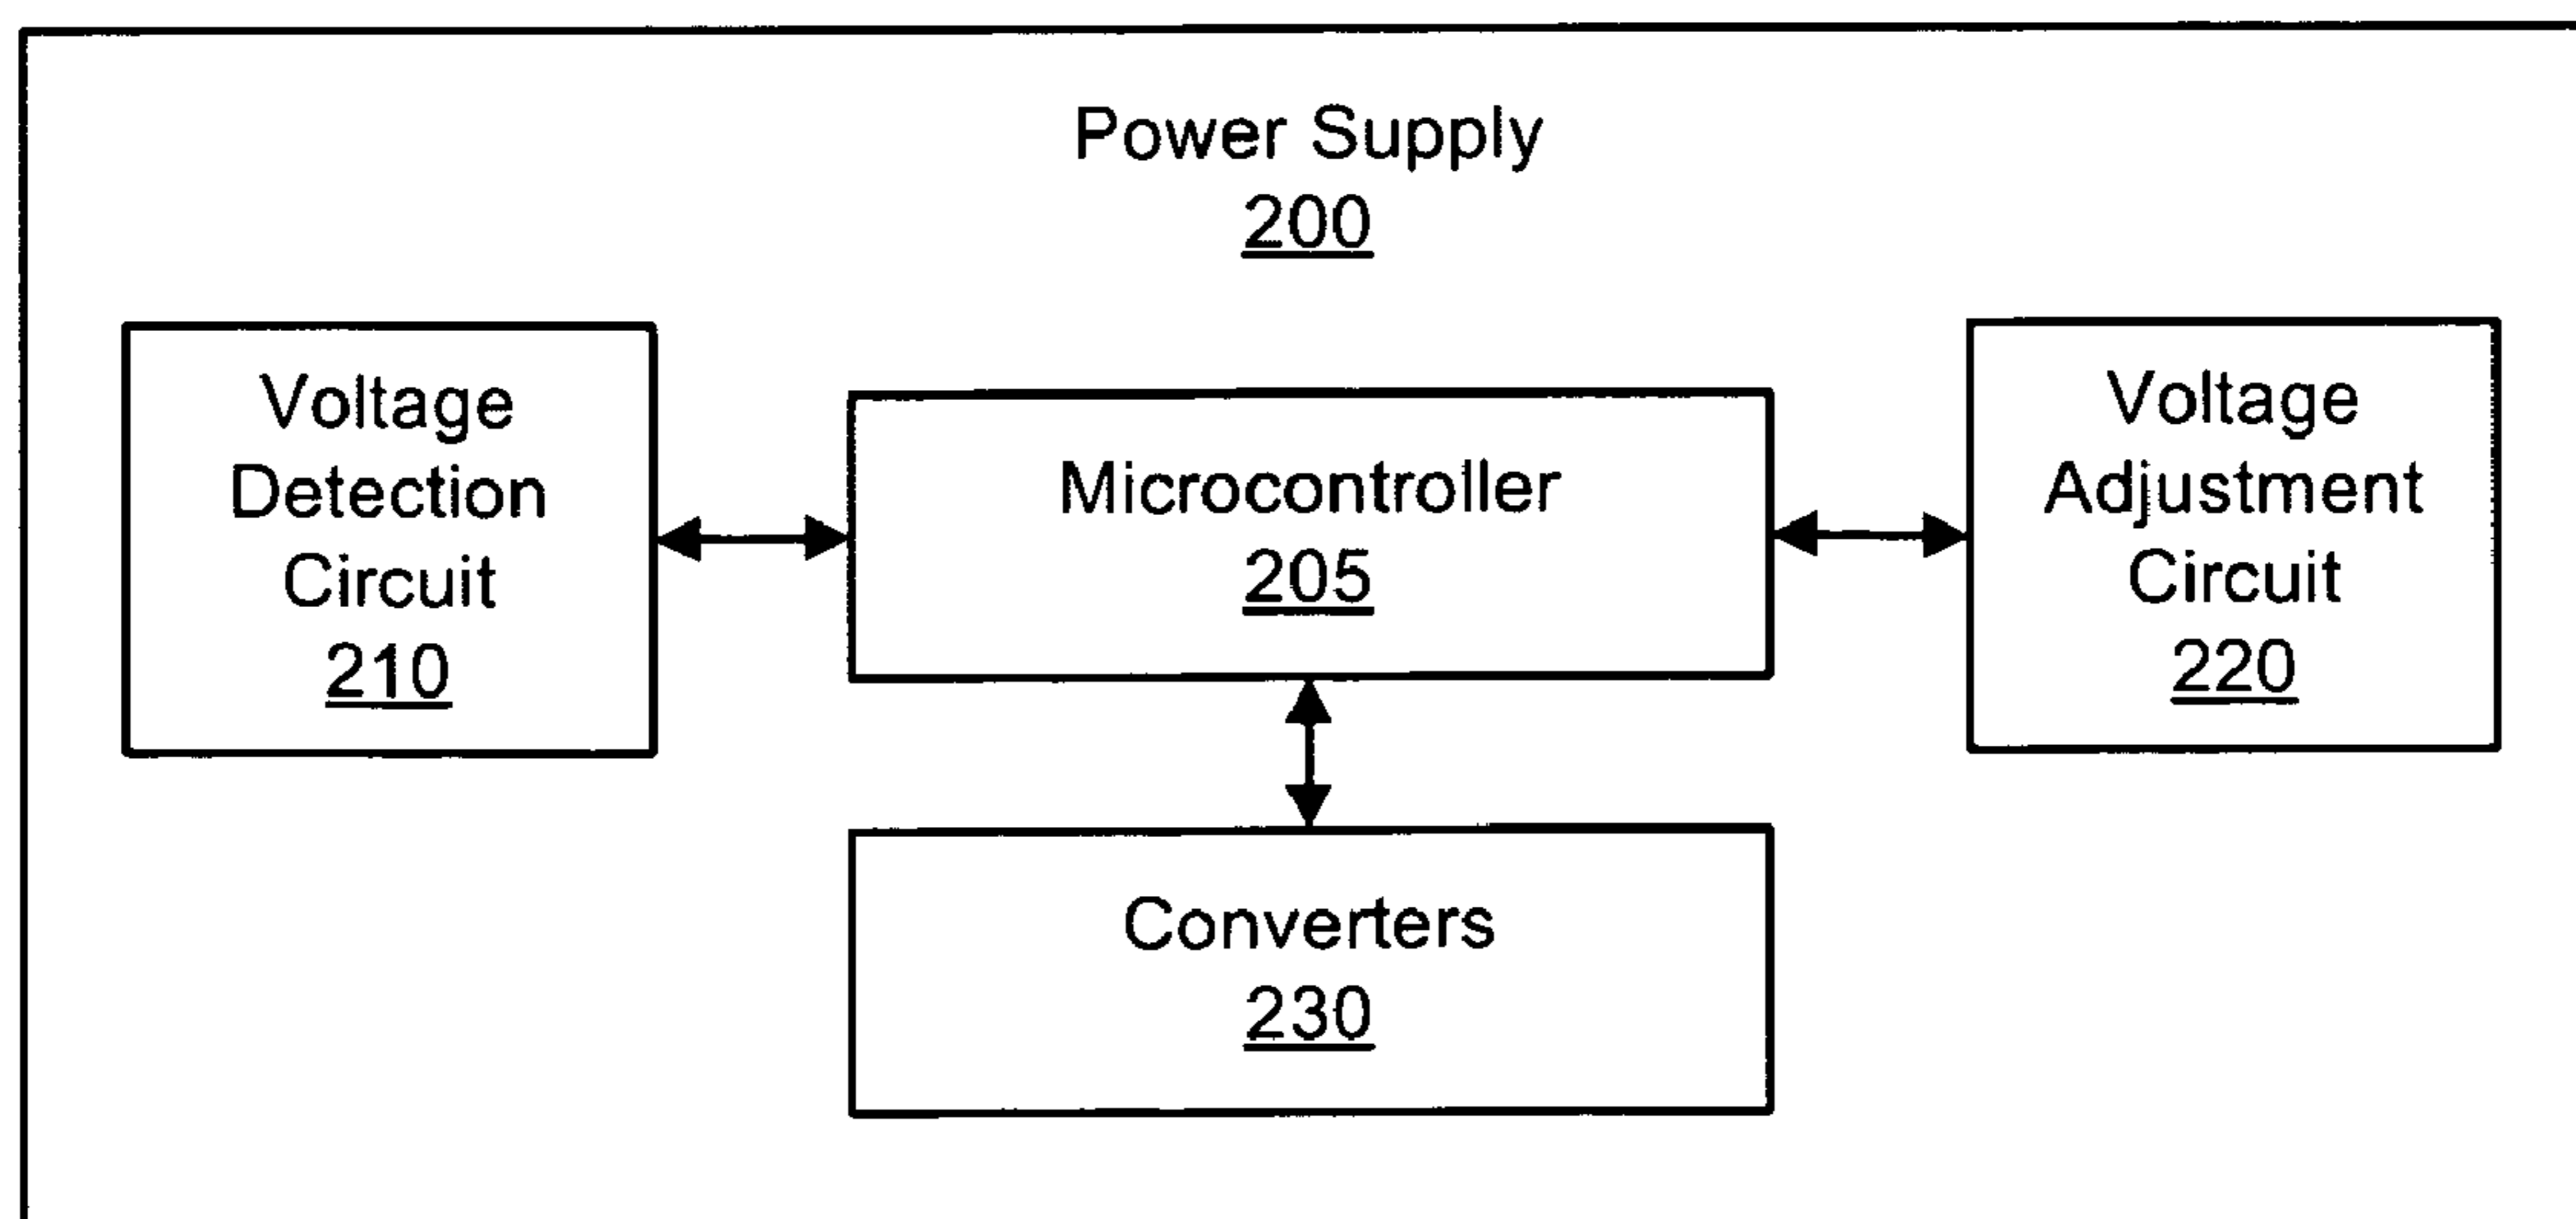 Power Supply
200
Voltage
Detection
Circuit
210
Microcontroller
205
Voltage
Adjustment
Circuit
220
Converters
230